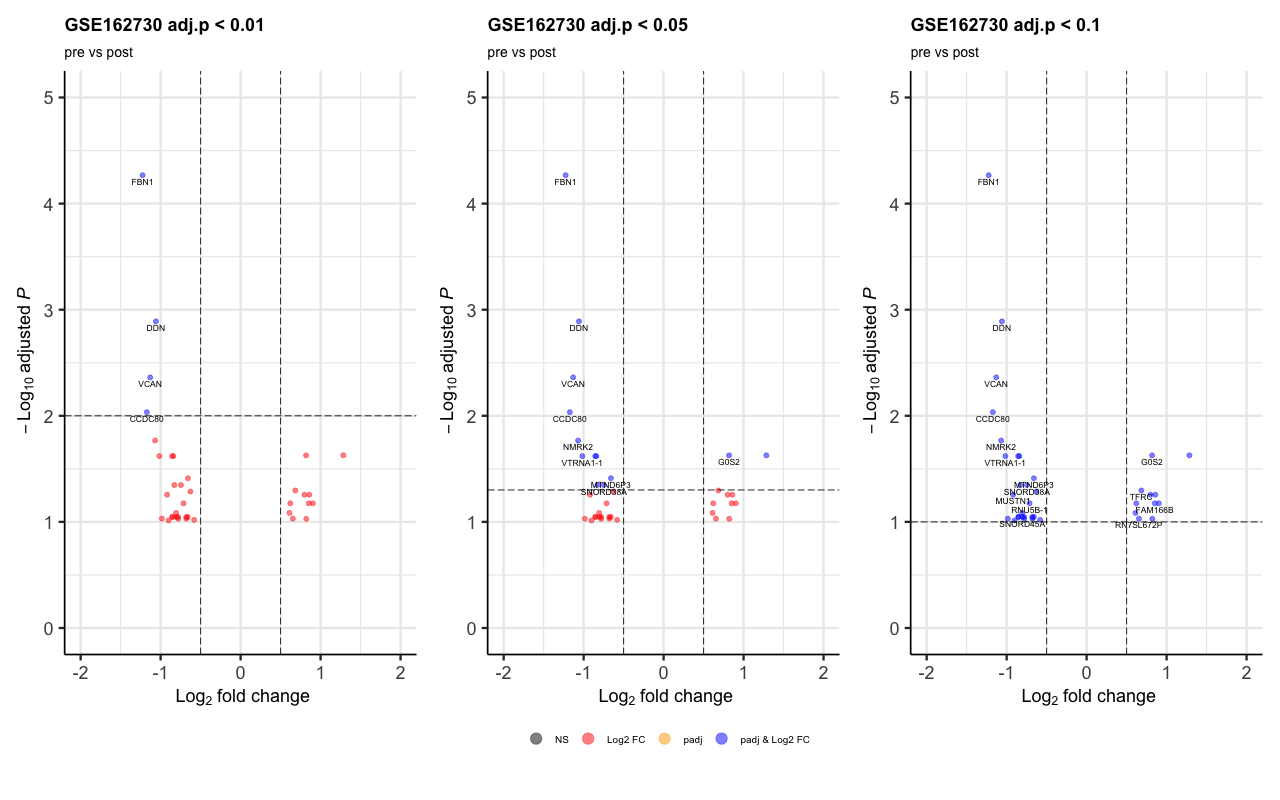 GSE162730 adj.p < 0.01
pre vs post
5
4
3
2
1
0
-2 -1 0 1 2
− Log10 adjusted P
Log2 fold change
FBN1
DDN
VCAN
CCDC80
GSE162730 adj.p < 0.05
pre vs post
5
4
3
2
1
0
-2 -1 0 1 2
− Log10 adjusted P
Log2 fold change
FBN1
DDN
VCAN
CCDC80
NMRK2
VTRNA1-1
G0S2
MTND6P3
SNORD38A
GSE162730 adj.p < 0.1
pre vs post
5
4
3
2
1
0
-2 -1 0 1 2
− Log10 adjusted P
Log2 fold change
FBN1
DDN
VCAN
CCDC80
NMRK2
VTRNA1-1
G0S2
MTND6P3
SNORD38A
TFRC
MUSTN1
RNU5B-1
FAM166B
SNORD45A
RN7SL672P
NS Log2 FC padj padj & Log2 FC